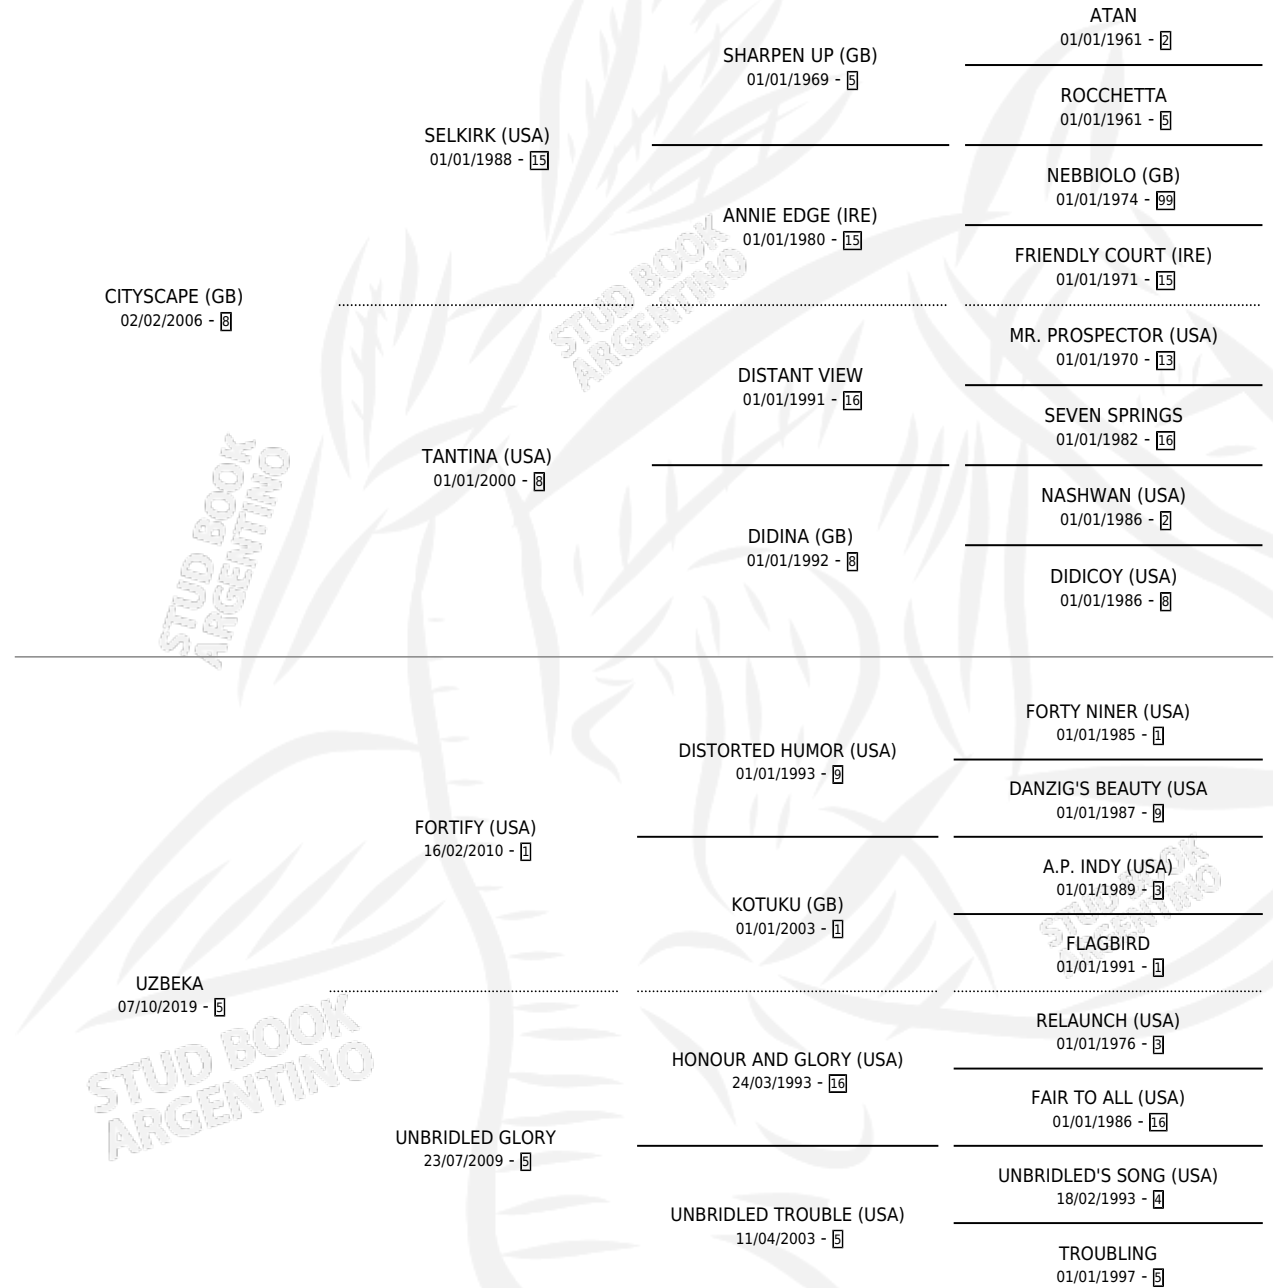 ATAN
01/01/1961 - 2
SHARPEN UP (GB)
01/01/1969 - 5
ROCCHETTA
01/01/1961 - 5
SELKIRK (USA)
01/01/1988 - 15
NEBBIOLO (GB)
01/01/1974 - 99
ANNIE EDGE (IRE)
01/01/1980 - 15
FRIENDLY COURT (IRE)
01/01/1971 - 15
CITYSCAPE (GB)
02/02/2006 - 8
MR. PROSPECTOR (USA)
01/01/1970 - 13
DISTANT VIEW
01/01/1991 - 16
SEVEN SPRINGS
01/01/1982 - 16
TANTINA (USA)
01/01/2000 - 8
NASHWAN (USA)
01/01/1986 - 2
DIDINA (GB)
01/01/1992 - 8
DIDICOY (USA)
01/01/1986 - 8
FORTY NINER (USA)
01/01/1985 - 1
DISTORTED HUMOR (USA)
01/01/1993 - 9
DANZIG'S BEAUTY (USA
01/01/1987 - 9
FORTIFY (USA)
16/02/2010 - 1
A.P. INDY (USA)
01/01/1989 - 3
KOTUKU (GB)
01/01/2003 - 1
FLAGBIRD
01/01/1991 - 1
UZBEKA
07/10/2019 - 5
RELAUNCH (USA)
01/01/1976 - 3
HONOUR AND GLORY (USA)
24/03/1993 - 16
FAIR TO ALL (USA)
01/01/1986 - 16
UNBRIDLED GLORY
23/07/2009 - 5
UNBRIDLED'S SONG (USA)
18/02/1993 - 4
UNBRIDLED TROUBLE (USA)
11/04/2003 - 5
TROUBLING
01/01/1997 - 5
STUD BOOK
ARGENTINO
STUD BOOK
ARGENTINO
STUD BOOK
ARGENTINO
STUD BOOK
ARGENTINO